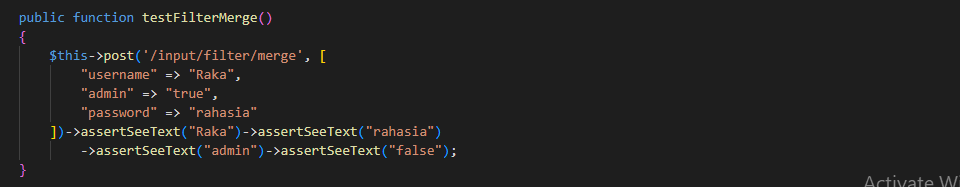 public function testFilterMerge()
{
    $this->post('/input/filter/merge', [
        "username" => "Raka",
        "admin" => "true",
        "password" => "rahasia"
    ])->assertSeeText("Raka")->assertSeeText("rahasia")
        ->assertSeeText("admin")->assertSeeText("false");
}
Activate Wi